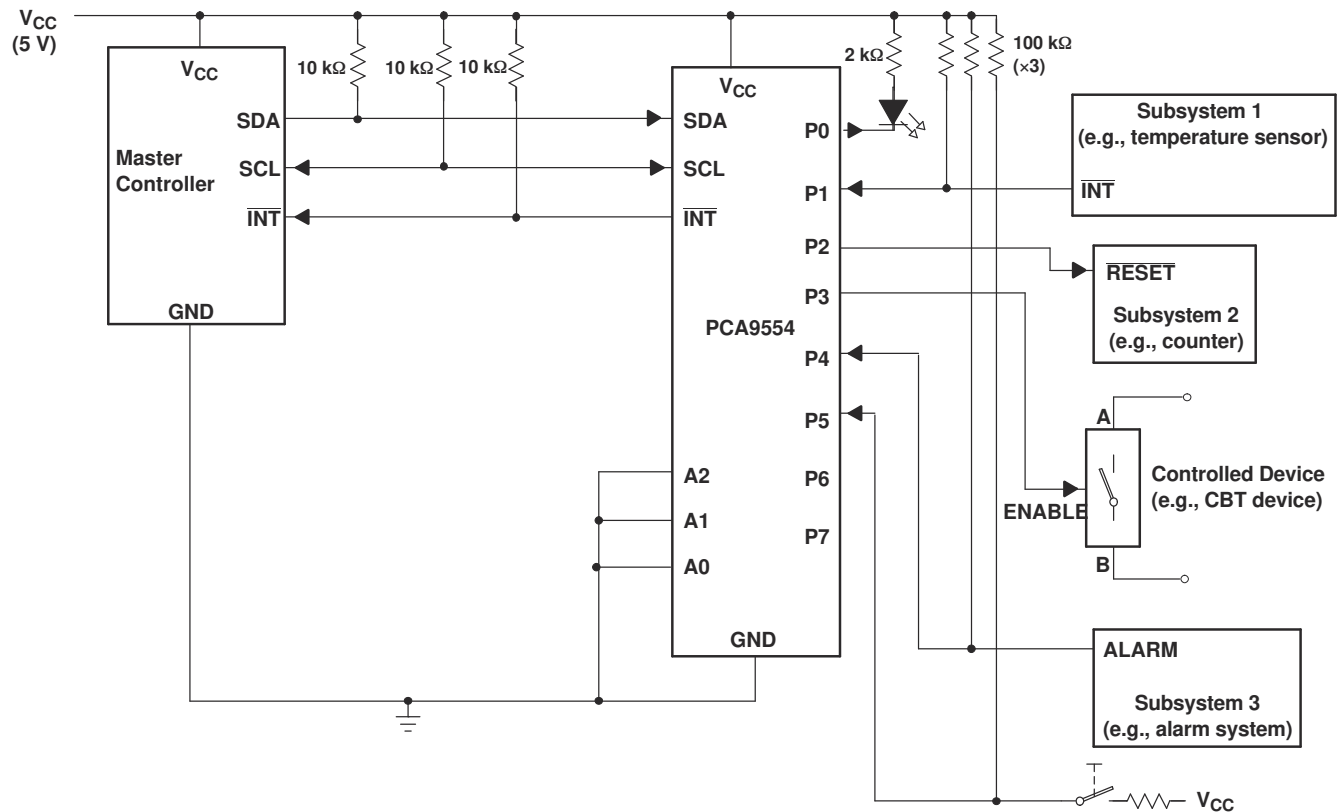 V_CC
(5 V)
V_CC
10 kΩ
10 kΩ
10 kΩ
V_CC
2 kΩ
100 kΩ
(×3)
Master
Controller
SDA
SCL
INT
GND
SDA
SCL
INT
PCA9554
A2
A1
A0
GND
P0
P1
P2
P3
P4
P5
P6
P7
Subsystem 1
(e.g., temperature sensor)
INT
RESET
Subsystem 2
(e.g., counter)
A
ENABLE
B
Controlled Device
(e.g., CBT device)
ALARM
Subsystem 3
(e.g., alarm system)
V_CC